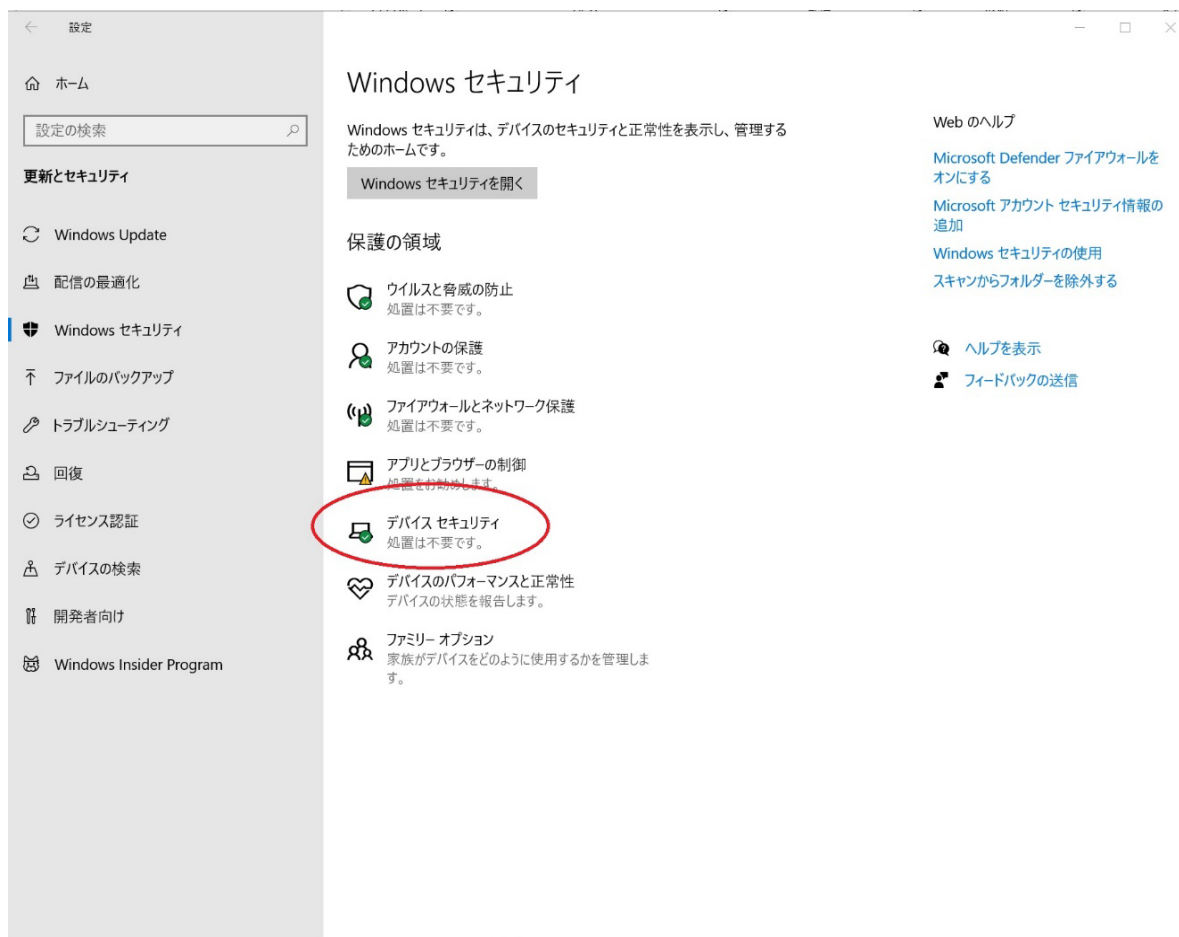 設定
ホーム
設定の検索
更新とセキュリティ
Windows Update
配信の最適化
Windows セキュリティ
ファイルのバックアップ
トラブルシューティング
回復
ライセンス認証
デバイスの検索
開発者向け
Windows Insider Program
Windows セキュリティ
Windows セキュリティは、デバイスのセキュリティと正常性を表示し、管理する
ためのホームです。
Windows セキュリティを開く
保護の領域
ウイルスと脅威の防止
処置は不要です。
アカウントの保護
処置は不要です。
ファイアウォールとネットワーク保護
処置は不要です。
アプリとブラウザーの制御
処置をお勧めします。
デバイス セキュリティ
処置は不要です。
デバイスのパフォーマンスと正常性
デバイスの状態を報告します。
ファミリー オプション
家族がデバイスをどのように使用するかを管理しま
す。
Web のヘルプ
Microsoft Defender ファイアウォールを
オンにする
Microsoft アカウント セキュリティ情報の
追加
Windows セキュリティの使用
スキャンからフォルダーを除外する
ヘルプを表示
フィードバックの送信